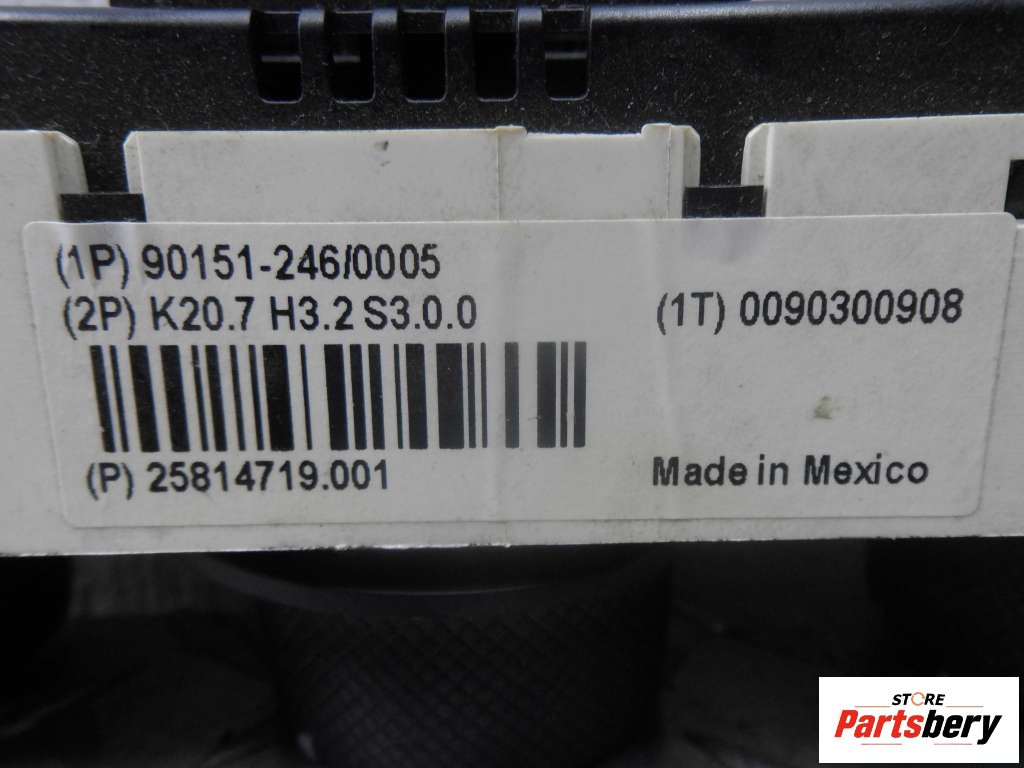 (1P) 90151-246/0005
(2P) K20.7 H3.2 S3.0.0
(1T) 0090300908
(P) 25814719.001
Made in Mexico
STORE
Partsbery